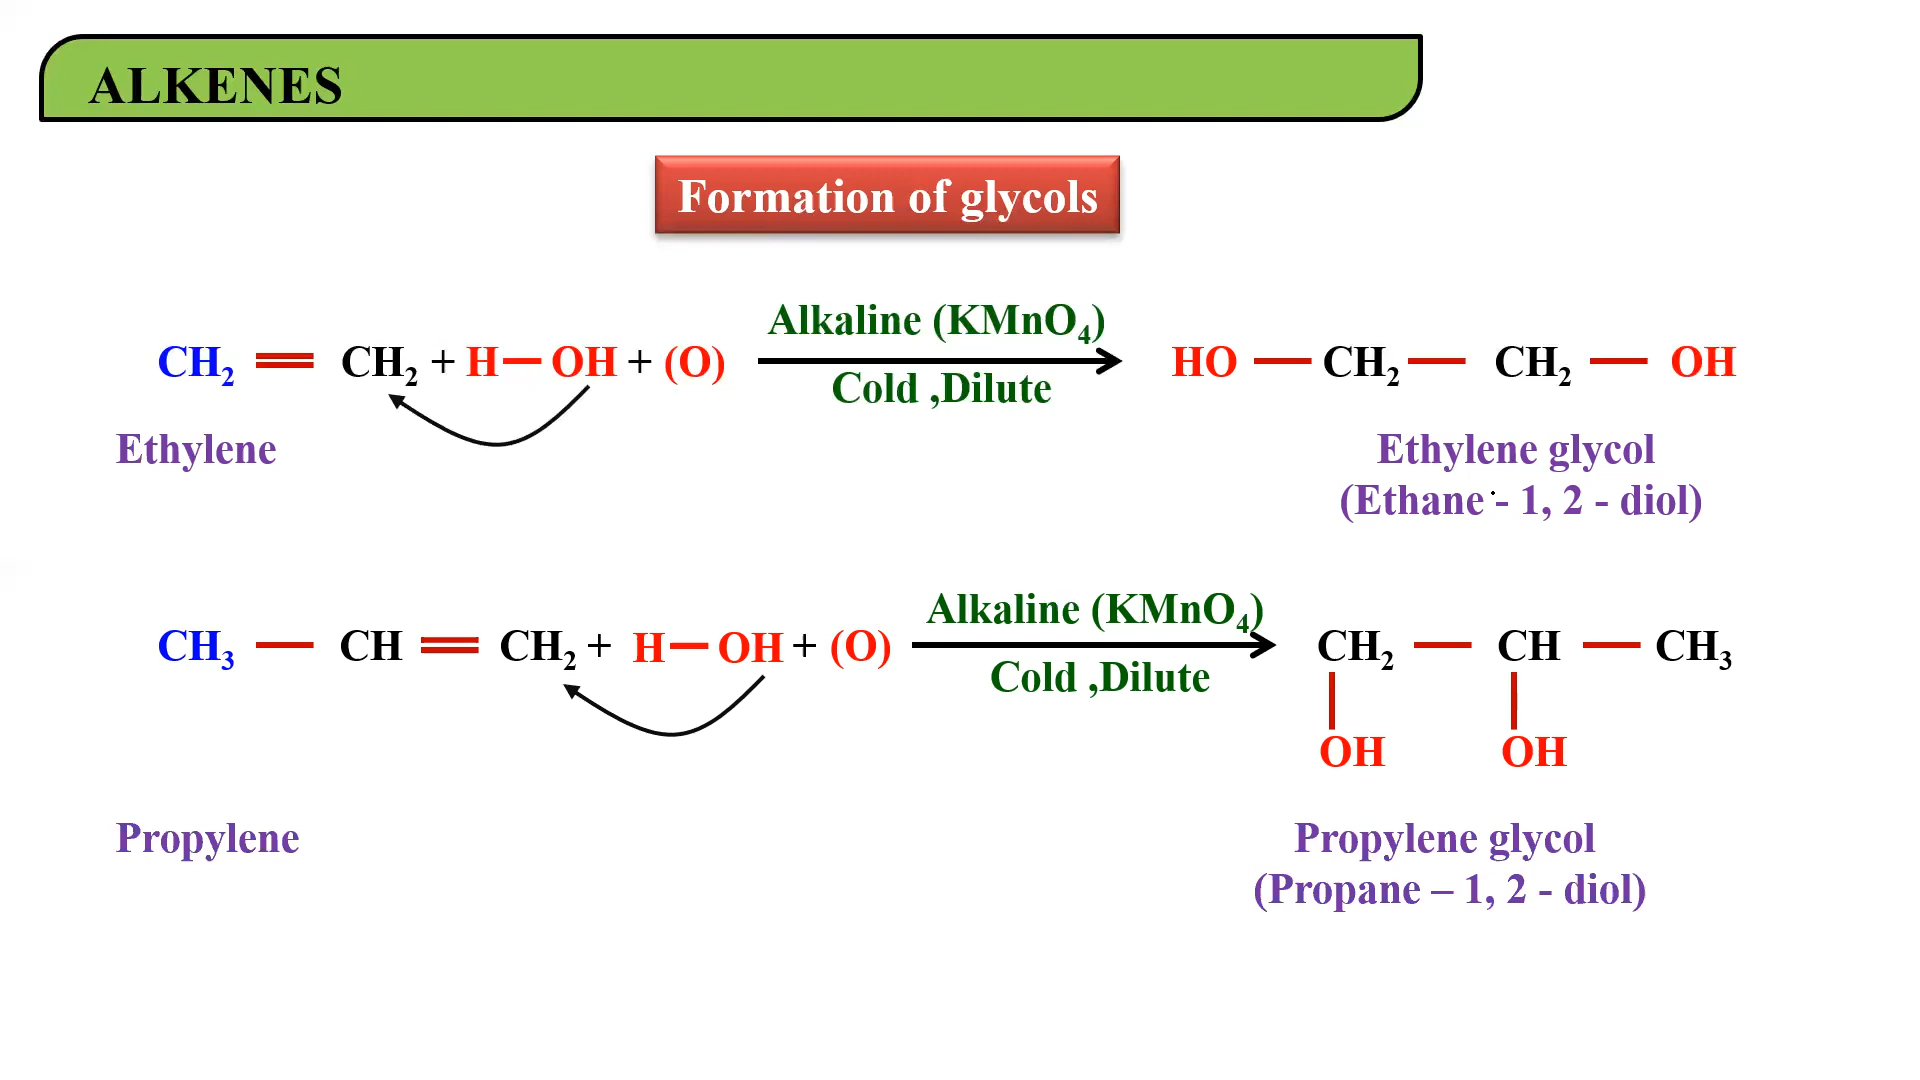 ALKENES
Formation of glycols
Alkaline (KMnO₄)
CH₂ = CH₂ + H — OH + (O) HO — CH₂ — CH₂ — OH
Cold ,Dilute
Ethylene Ethylene glycol
(Ethane - 1, 2 - diol)
Alkaline (KMnO₄)
CH₃ — CH = CH₂ + H — OH + (O) CH₂ — CH — CH₃
Cold ,Dilute
OH OH
Propylene Propylene glycol
(Propane – 1, 2 - diol)